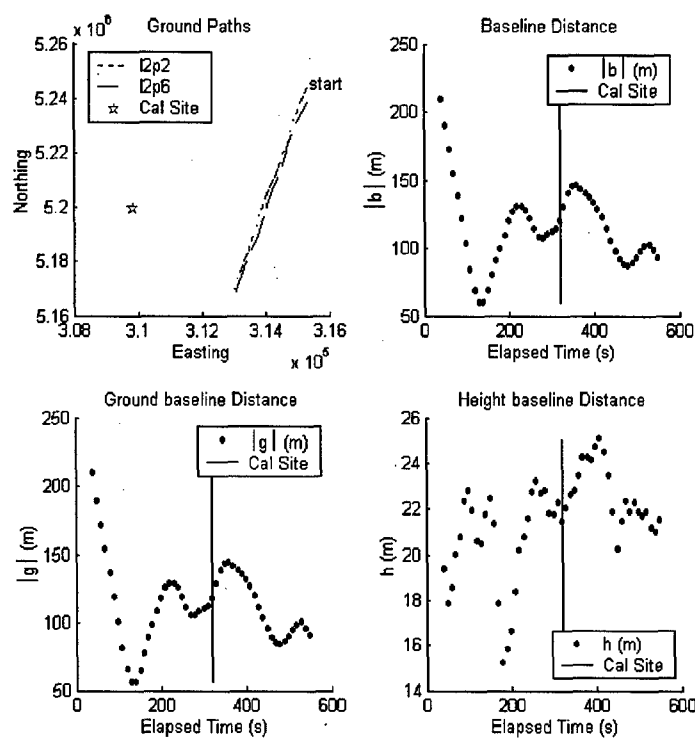 Ground Paths
x 10^6
5.26
5.24
5.22
5.2
5.18
5.16
Northing
l2p2
l2p6
Cal Site
start
3.08
3.1
3.12
3.14
3.16
Easting
x 10^5
Baseline Distance
250
200
150
100
50
|b| (m)
|b| (m)
Cal Site
0
200
400
600
Elapsed Time (s)
Ground baseline Distance
250
200
150
100
50
|g| (m)
|g| (m)
Cal Site
0
200
400
600
Elapsed Time (s)
Height baseline Distance
26
24
22
20
18
16
14
h (m)
h (m)
Cal Site
0
200
400
600
Elapsed Time (s)